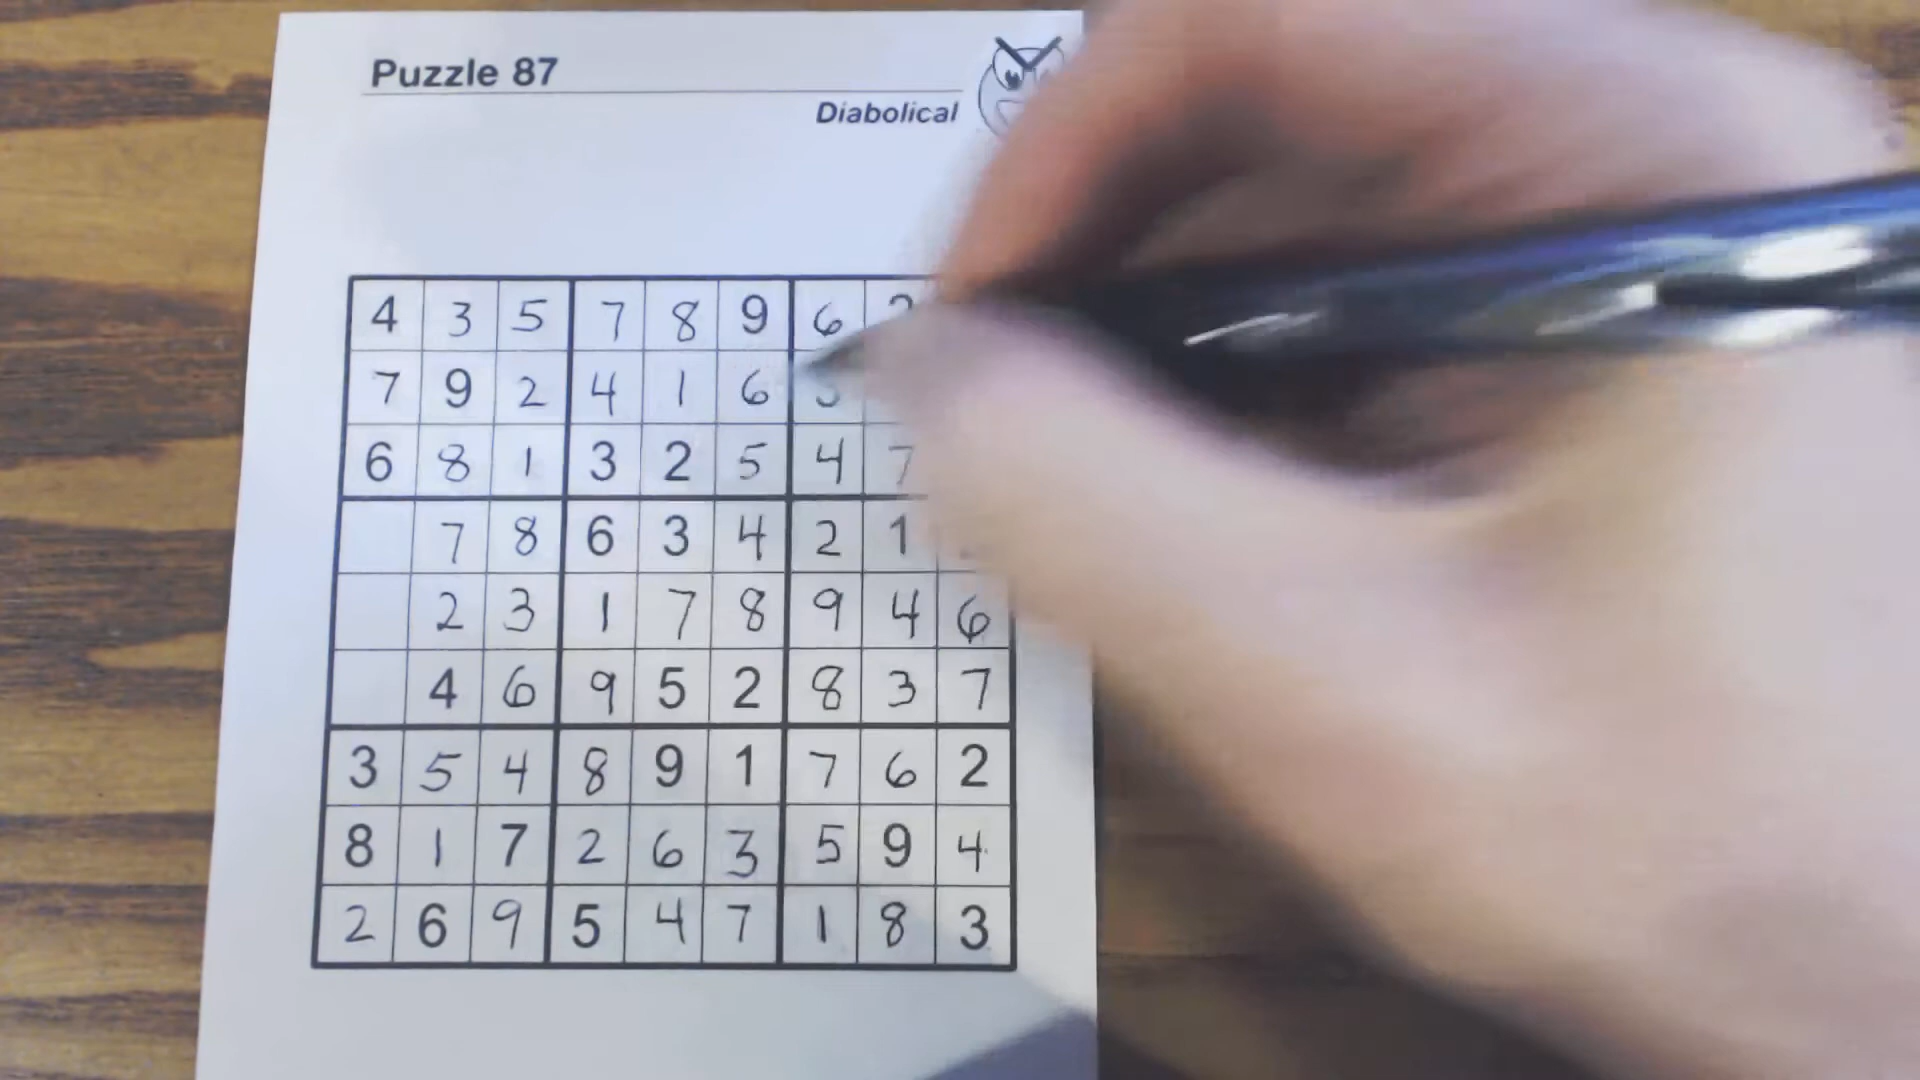 Puzzle 87
Diabolical
4 3 5 7 8 9 6
7 9 2 4 1 6
6 8 1 3 2 5 4 7
7 8 6 3 4 2 1
2 3 1 7 8 9 4 6
4 6 9 5 2 8 3 7
3 5 4 8 9 1 7 6 2
8 1 7 2 6 3 5 9 4
2 6 9 5 4 7 1 8 3